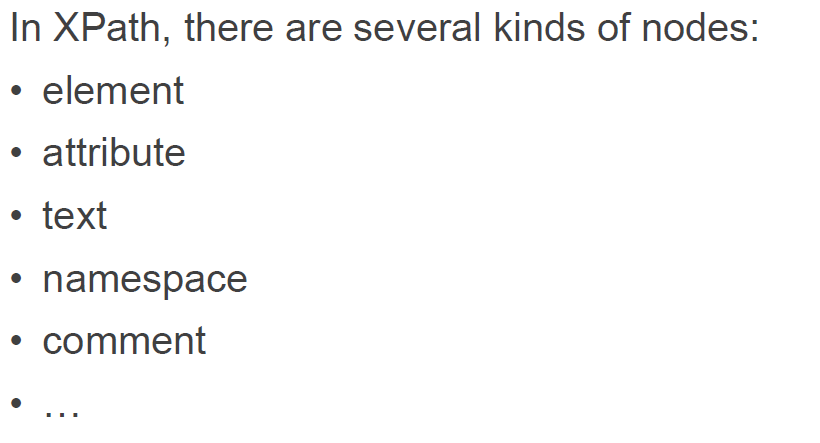 In XPath, there are several kinds of nodes:
• element
• attribute
• text
• namespace
• comment
• …